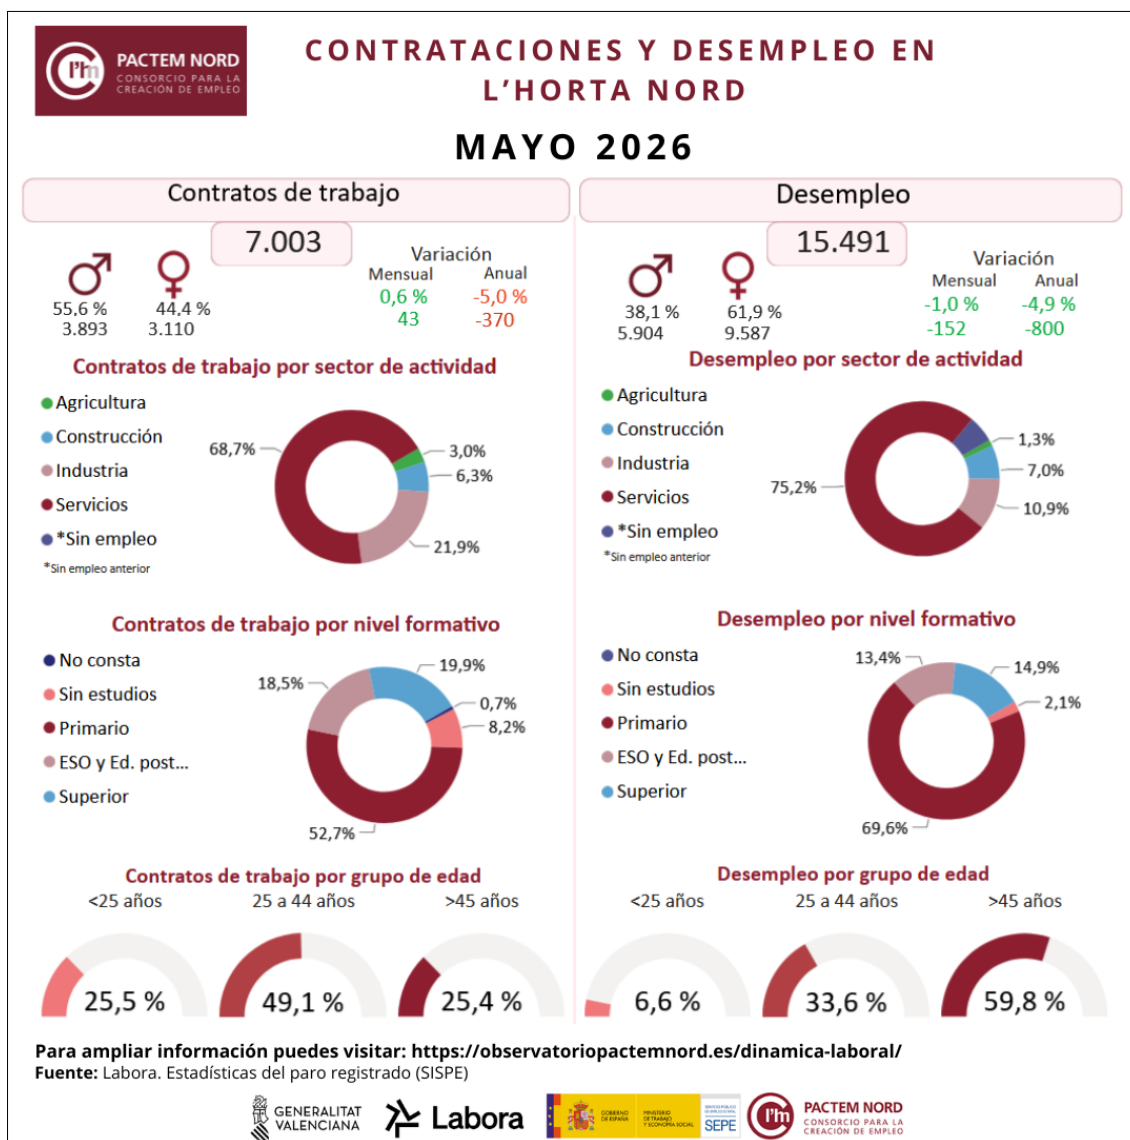 PACTEM NORD
CONSORCIO PARA LA
CREACIÓN DE EMPLEO
CONTRATACIONES Y DESEMPLEO EN
L'HORTA NORD
MAYO 2026
Contratos de trabajo
7.003
55,6 %
3.893
44,4 %
3.110
Variación
Mensual Anual
0,6 % -5,0 %
43 -370
Contratos de trabajo por sector de actividad
Agricultura
Construcción
Industria
Servicios
*Sin empleo
*Sin empleo anterior
68,7%
3,0%
6,3%
21,9%
Contratos de trabajo por nivel formativo
No consta
Sin estudios
Primario
ESO y Ed. post...
Superior
18,5%
19,9%
0,7%
8,2%
52,7%
Contratos de trabajo por grupo de edad
<25 años 25 a 44 años >45 años
25,5 % 49,1 % 25,4 %
Desempleo
15.491
38,1 %
5.904
61,9 %
9.587
Variación
Mensual Anual
-1,0 % -4,9 %
-152 -800
Desempleo por sector de actividad
Agricultura
Construcción
Industria
Servicios
*Sin empleo
*Sin empleo anterior
75,2%
1,3%
7,0%
10,9%
Desempleo por nivel formativo
No consta
Sin estudios
Primario
ESO y Ed. post...
Superior
13,4%
14,9%
2,1%
69,6%
Desempleo por grupo de edad
<25 años 25 a 44 años >45 años
6,6 % 33,6 % 59,8 %
Para ampliar información puedes visitar: https://observatoriopactemnord.es/dinamica-laboral/
Fuente: Labora. Estadísticas del paro registrado (SISPE)
GENERALITAT
VALENCIANA
Labora
GOBIERNO
DE ESPAÑA
MINISTERIO
DE TRABAJO
Y ECONOMÍA SOCIAL
SEPE
PACTEM NORD
CONSORCIO PARA LA
CREACIÓN DE EMPLEO